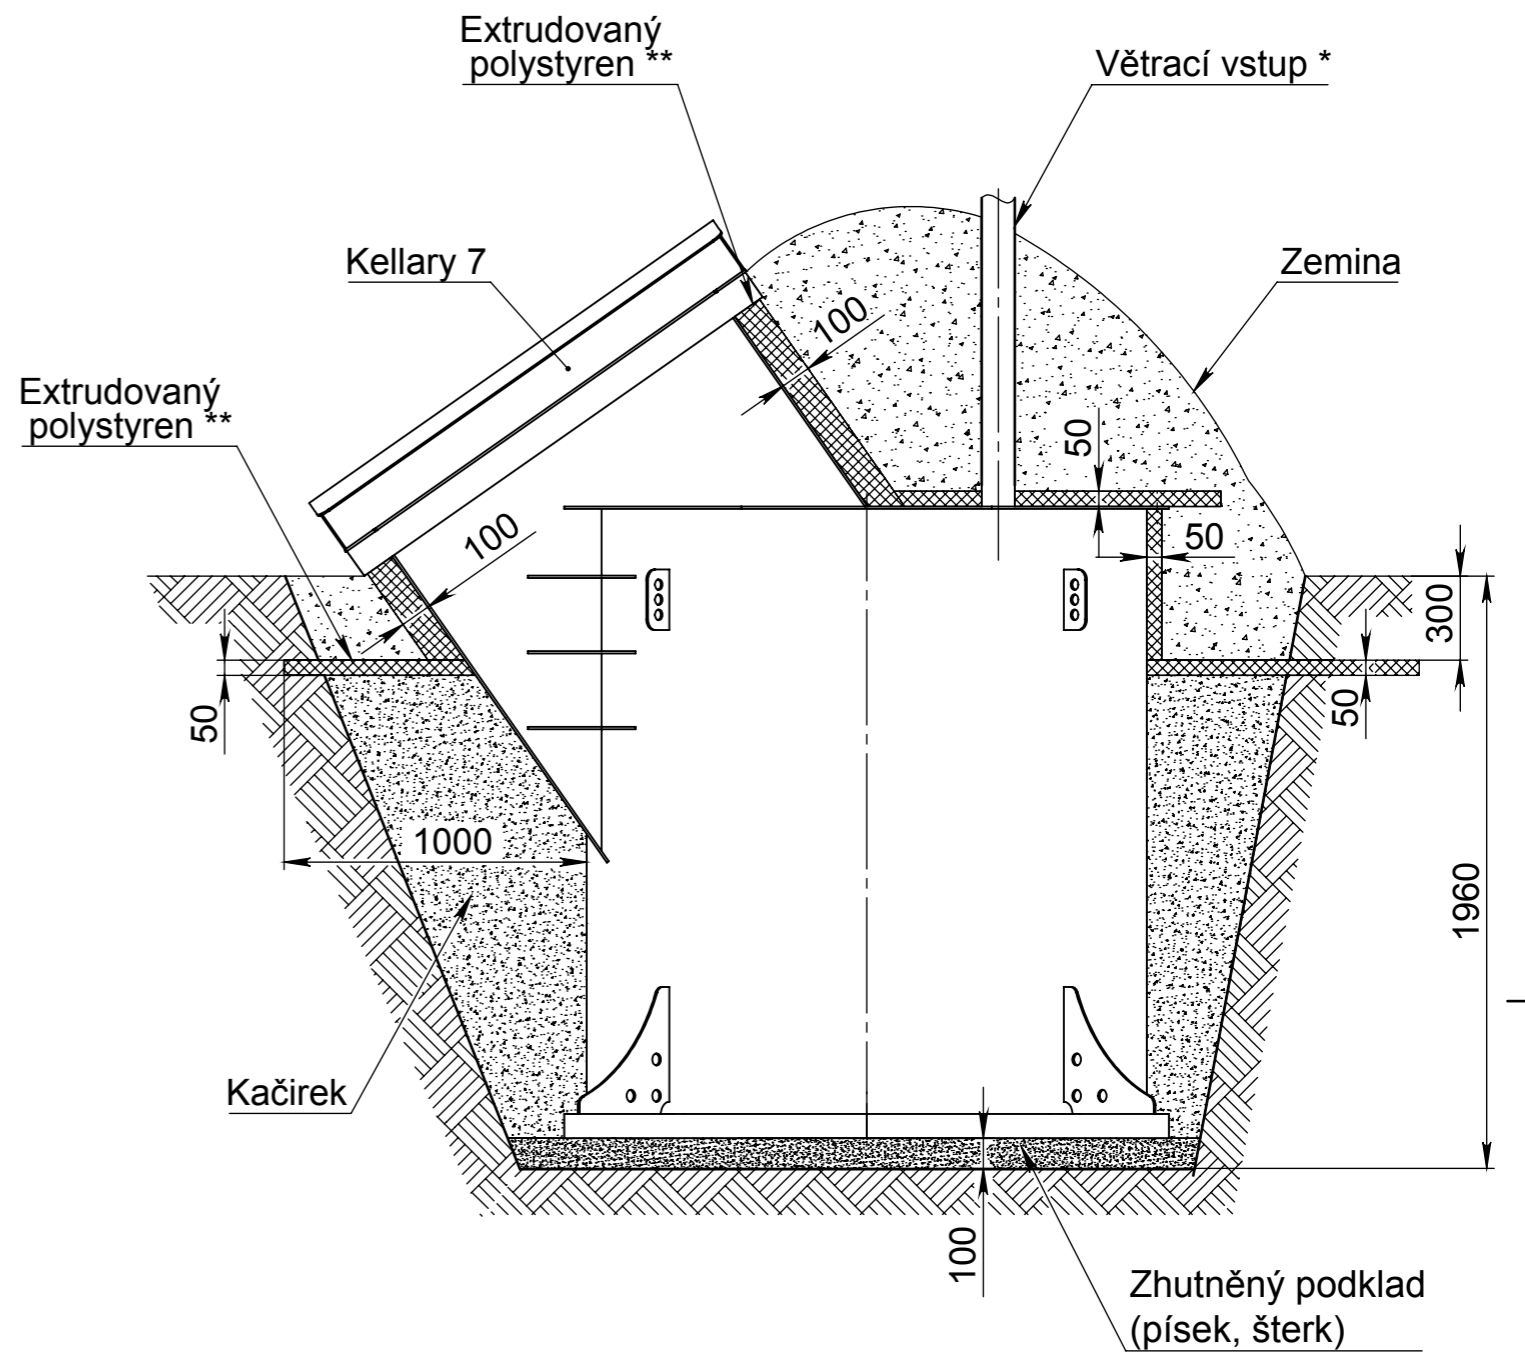 Extrudovaný
polystyren **
Větrací vstup *
Kellary 7
Zemina
100
Extrudovaný
polystyren **
50
100
50
300
50
50
1000
1960
Kačirek
100
Zhutněný podklad
(písek, šterk)